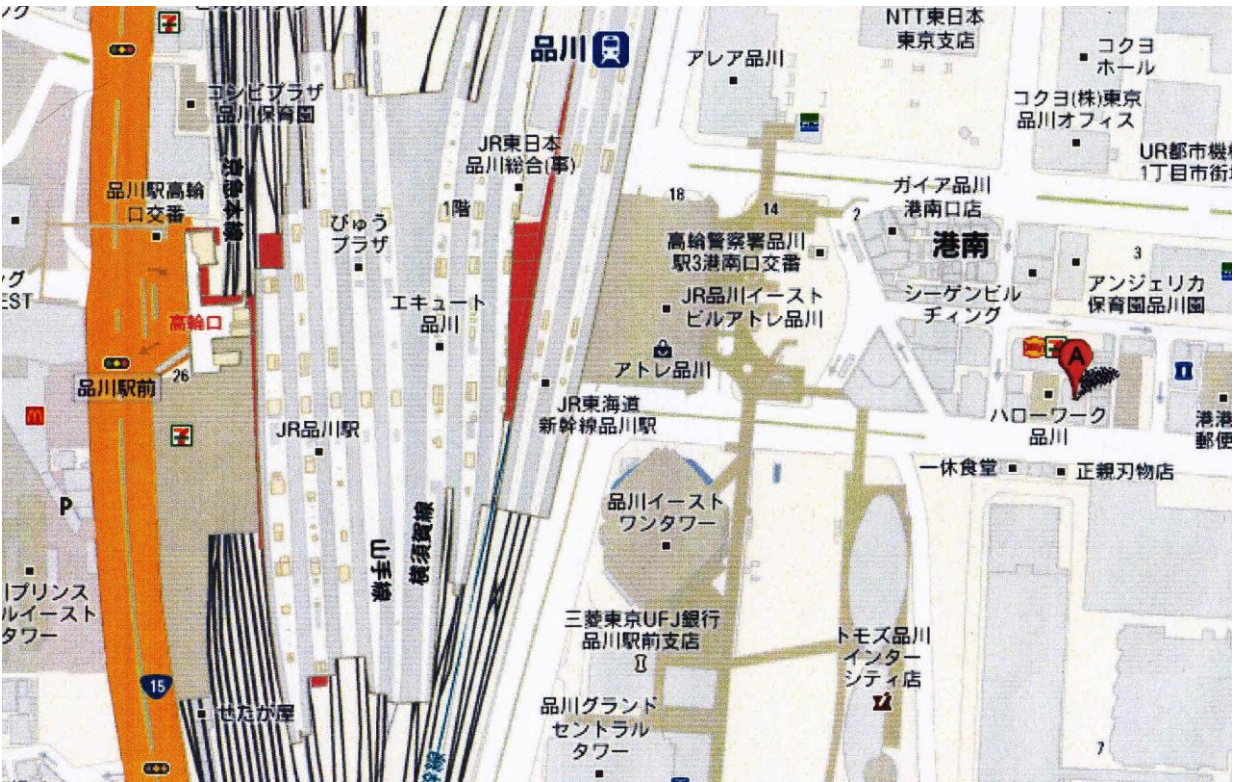 品川
NTT東日本
東京支店
コクヨ
ホール
アレア品川
コンビプラザ
品川保育園
コクヨ(株)東京
品川オフィス
JR東日本
品川総合(事)
UR都市機
1丁目市街
京急本線
品川駅高輪
口交番
びゅう
プラザ
1階
18
14
2
ガイア品川
港南口店
港南
3
高輪警察署品川
駅3港南口交番
アンジェリカ
保育園品川園
シーゲンビル
ディング
EST
高輪口
エキュート
品川
JR品川イースト
ビルアトレ品川
A
アトレ品川
品川駅前
26
JR品川駅
JR東海道
新幹線品川駅
ハローワーク
品川
港港
郵便
一休食堂
正親刃物店
P
品川イースト
ワンタワー
山手線
横須賀線
プリンス
ルイースト
タワー
三菱東京UFJ銀行
品川駅前支店
トモズ品川
インター
シティ店
15
せたが屋
品川グランド
セントラル
タワー
7
幹線